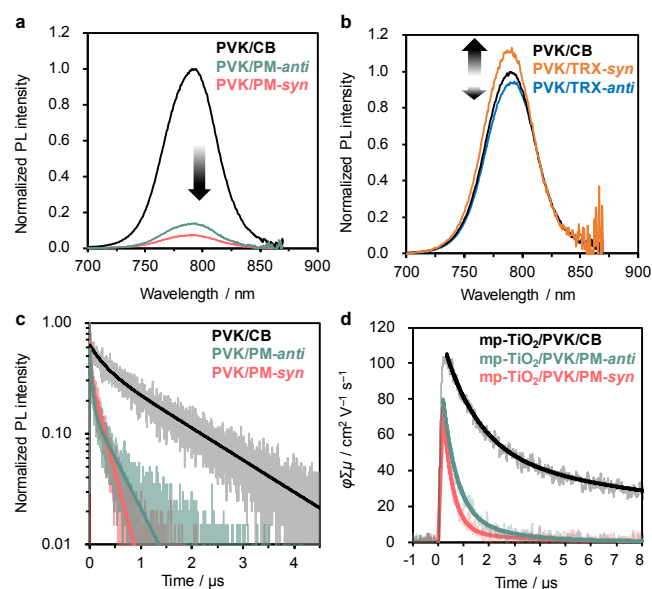 a
PVK/CB
PVK/PM-anti
PVK/PM-syn
Normalized PL intensity
1.2
1.0
0.8
0.6
0.4
0.2
0.0
700 750 800 850 900
Wavelength / nm
b
PVK/CB
PVK/TRX-syn
PVK/TRX-anti
Normalized PL intensity
1.2
1.0
0.8
0.6
0.4
0.2
0.0
700 750 800 850 900
Wavelength / nm
c
PVK/CB
PVK/PM-anti
PVK/PM-syn
Normalized PL intensity
1.00
0.10
0.01
0 1 2 3 4
Time / µs
d
mp-TiO₂/PVK/CB
mp-TiO₂/PVK/PM-anti
mp-TiO₂/PVK/PM-syn
φΣμ / cm² V⁻¹ s⁻¹
120
100
80
60
40
20
0
-1 0 1 2 3 4 5 6 7 8
Time / µs